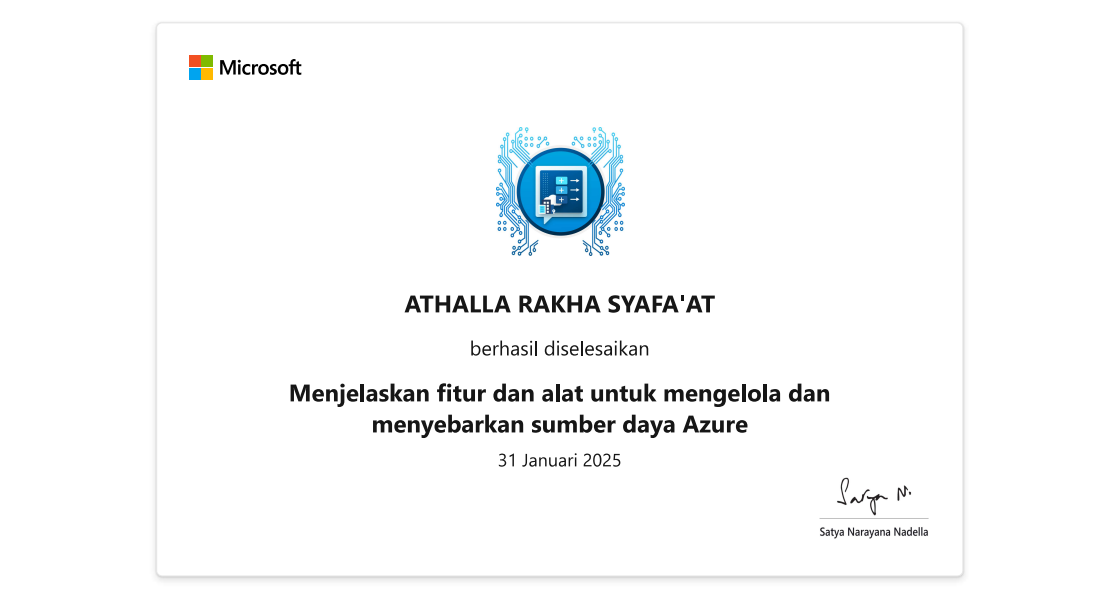 Microsoft
ATHALLA RAKHA SYAFA'AT
berhasil diselesaikan
Menjelaskan fitur dan alat untuk mengelola dan
menyebarkan sumber daya Azure
31 Januari 2025
Satya N.
Satya Narayana Nadella